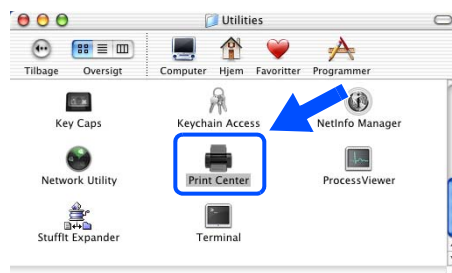 Utilities
Tilbage Oversigt Computer Hjem Favoritter Programmer
Key Caps Keychain Access NetInfo Manager
Network Utility Print Center ProcessViewer
StuffIt Expander Terminal